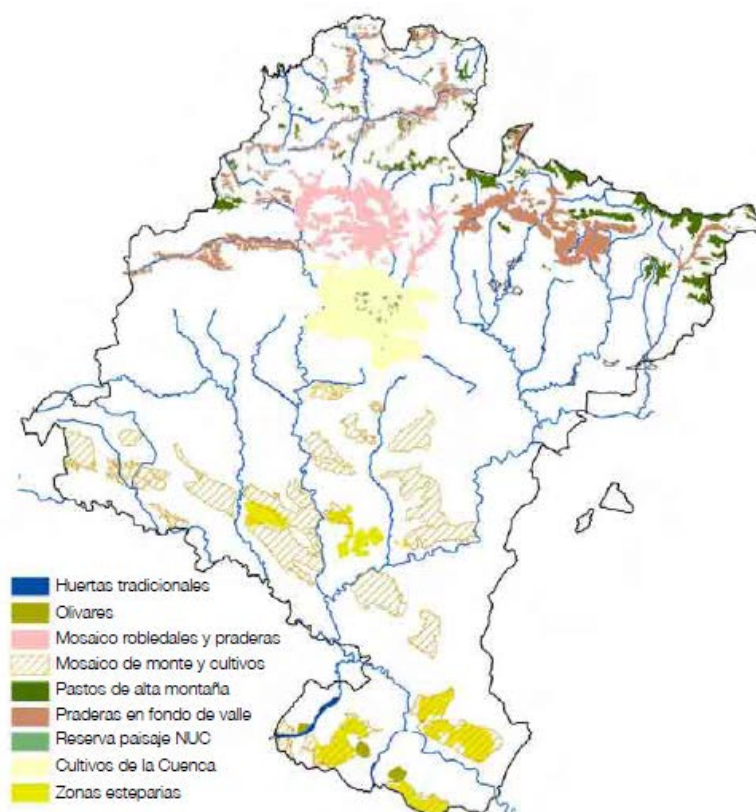 Huertas tradicionales
Olivares
Mosaico robledales y praderas
Mosaico de monte y cultivos
Pastos de alta montaña
Praderas en fondo de valle
Reserva paisaje NUC
Cultivos de la Cuenca
Zonas esteparias